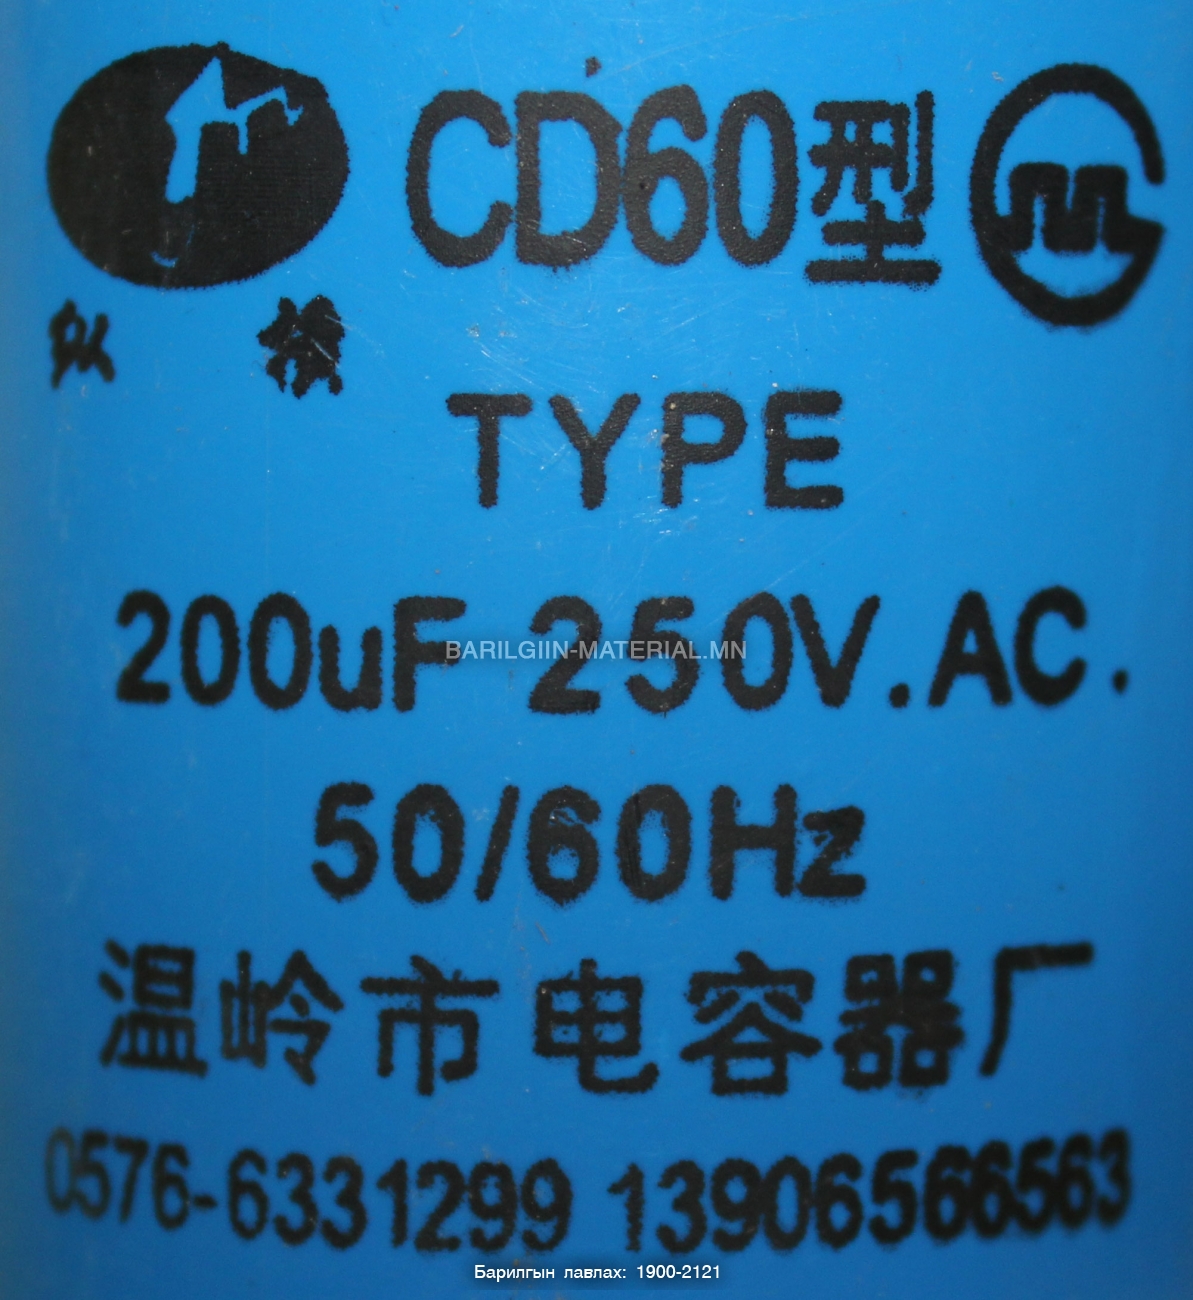 CD60型
TYPE
200uF 250V.AC.
BARILGIIN-MATERIAL.MN
50/60Hz
温岭市电容器厂
0576-6331299 13906566563
Барилгын лавлах: 1900-2121